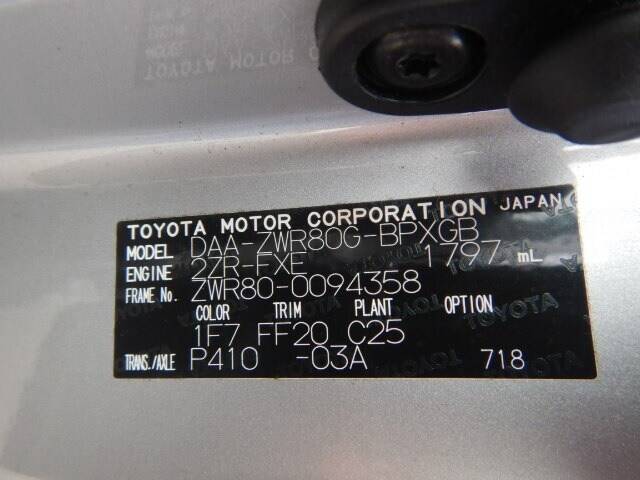 TOYOTA MOTOR CORPORATION JAPAN
MODEL DAA-ZWR80G-BPXGB
ENGINE 2ZR-FXE 1797 mL
FRAME No. ZWR80-0094358
COLOR TRIM PLANT OPTION
1F7 FF20 C25
TRANS./AXLE P410 -03A 718